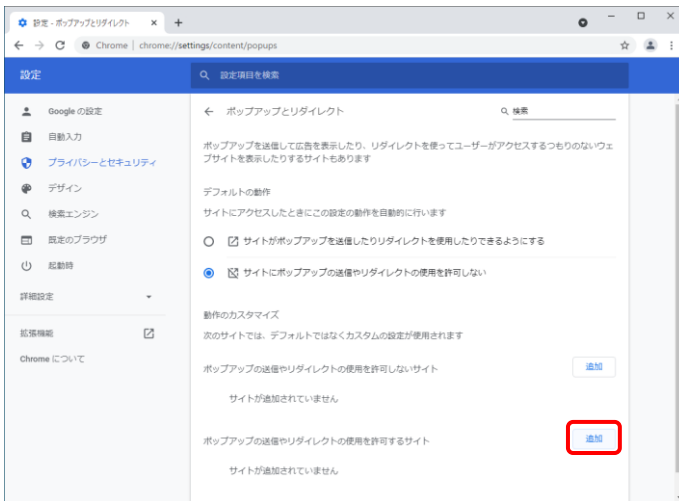 設定 - ポップアップとリダイレクト
Chrome | chrome://settings/content/popups
設定
設定項目を検索
Google の設定
自動入力
プライバシーとセキュリティ
デザイン
検索エンジン
既定のブラウザ
起動時
詳細設定
拡張機能
Chrome について
ポップアップとリダイレクト
検索
ポップアップを送信して広告を表示したり、リダイレクトを使ってユーザーがアクセスするつもりのないウェ
ブサイトを表示したりするサイトもあります
デフォルトの動作
サイトにアクセスしたときにこの設定の動作を自動的に行います
サイトがポップアップを送信したりリダイレクトを使用したりできるようにする
サイトにポップアップの送信やリダイレクトの使用を許可しない
動作のカスタマイズ
次のサイトでは、デフォルトではなくカスタムの設定が使用されます
ポップアップの送信やリダイレクトの使用を許可しないサイト
追加
サイトが追加されていません
ポップアップの送信やリダイレクトの使用を許可するサイト
追加
サイトが追加されていません